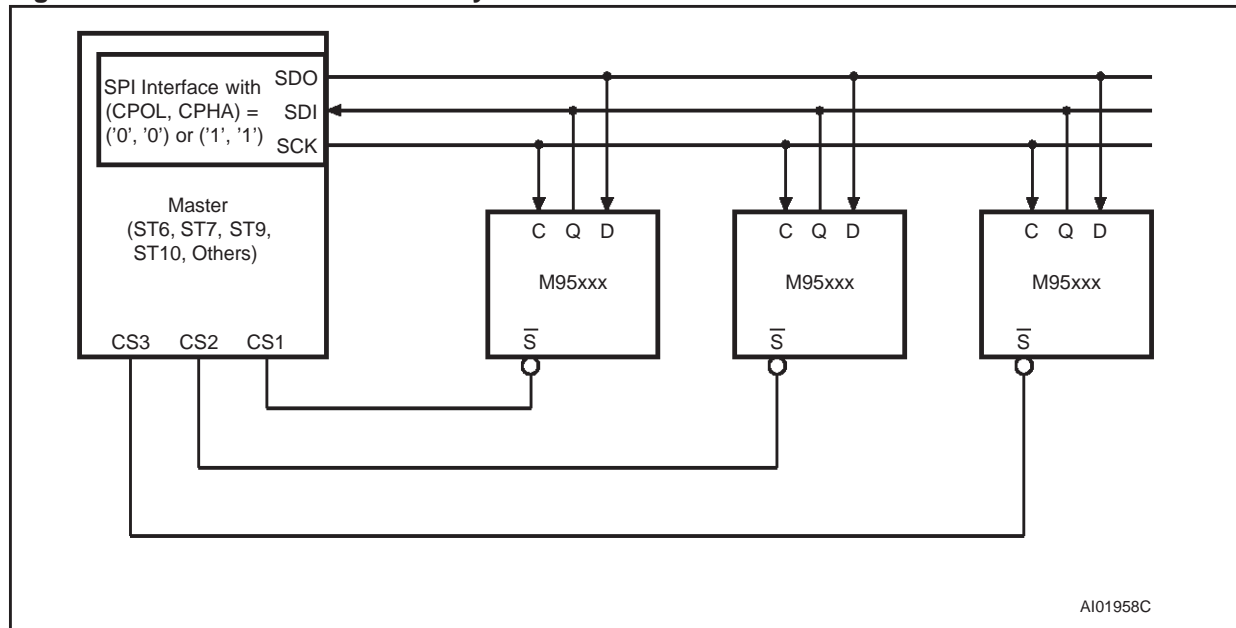 SPI Interface with
(CPOL, CPHA) =
('0', '0') or ('1', '1')
SDO
SDI
SCK
Master
(ST6, ST7, ST9,
ST10, Others)
CS3 CS2 CS1
C Q D
M95xxx
S
C Q D
M95xxx
S
C Q D
M95xxx
S
AI01958C